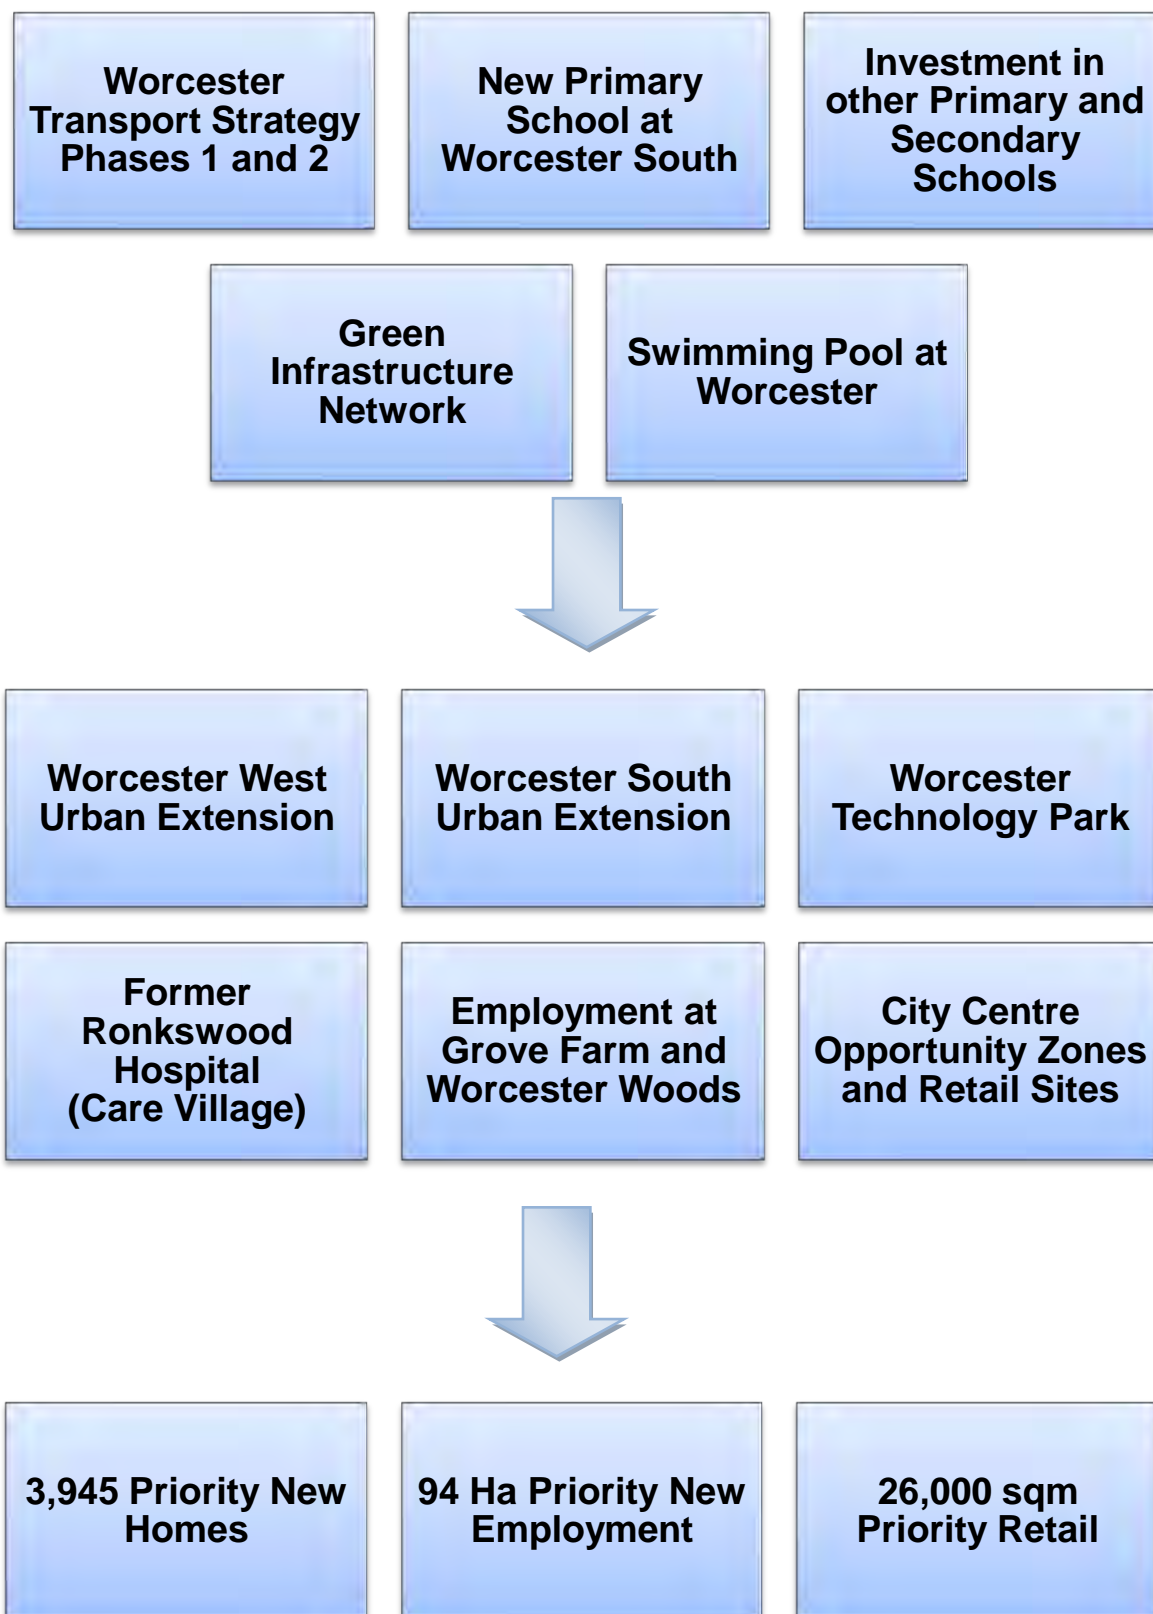 Worcester
Transport Strategy
Phases 1 and 2
New Primary
School at
Worcester South
Investment in
other Primary and
Secondary
Schools
Green
Infrastructure
Network
Swimming Pool at
Worcester
Worcester West
Urban Extension
Worcester South
Urban Extension
Worcester
Technology Park
Former
Ronkswood
Hospital
(Care Village)
Employment at
Grove Farm and
Worcester Woods
City Centre
Opportunity Zones
and Retail Sites
3,945 Priority New
Homes
94 Ha Priority New
Employment
26,000 sqm
Priority Retail